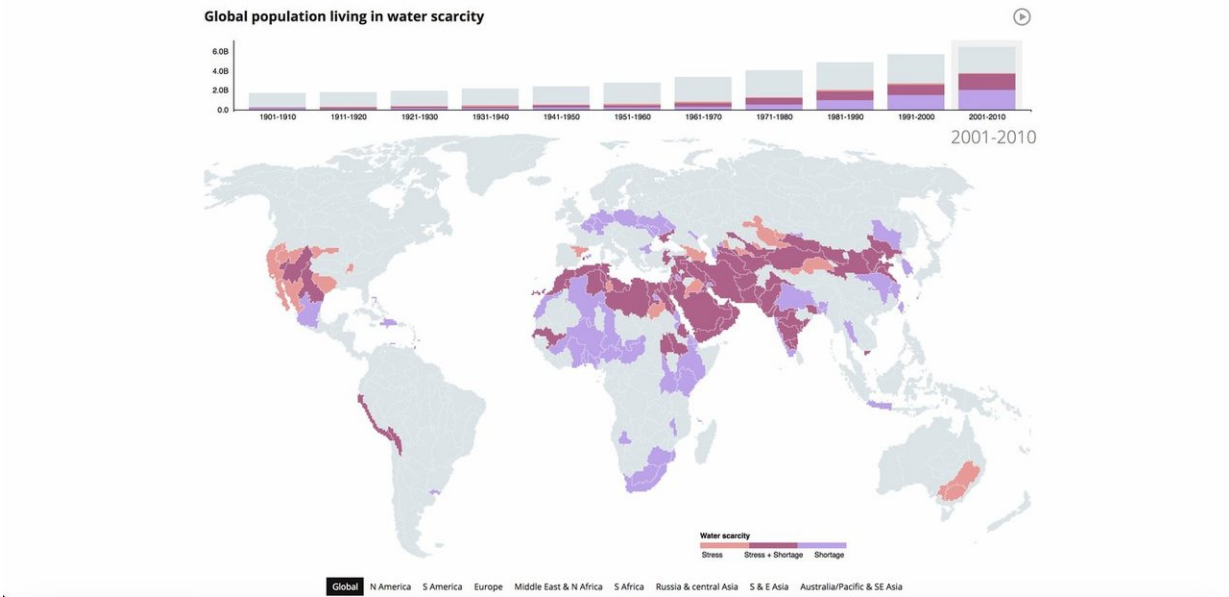 Global population living in water scarcity
6.0B
4.0B
2.0B
0.0
1901-1910 1911-1920 1921-1930 1931-1940 1941-1950 1951-1960 1961-1970 1971-1980 1981-1990 1991-2000 2001-2010
2001-2010
Water scarcity
Stress Stress + Shortage Shortage
Global N America S America Europe Middle East & N Africa S Africa Russia & central Asia S & E Asia Australia/Pacific & SE Asia